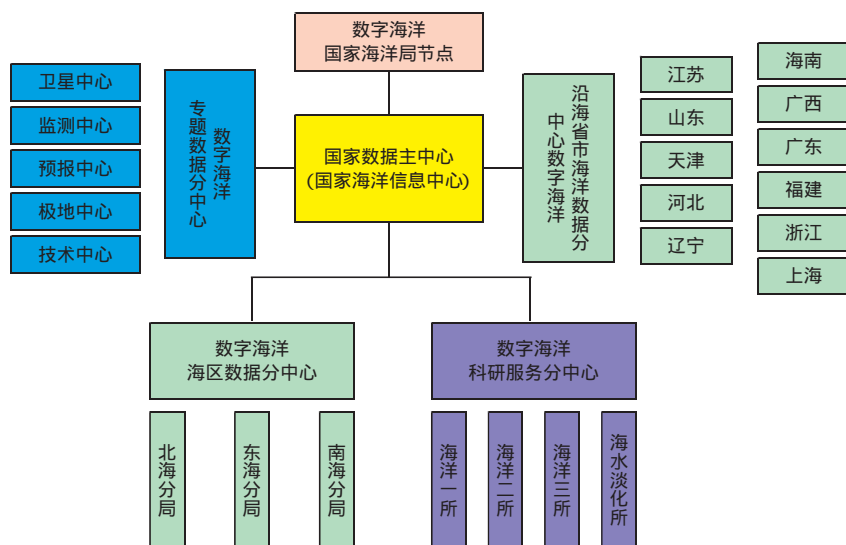 数字海洋
国家海洋局节点
卫星中心
监测中心
预报中心
极地中心
技术中心
数字海洋
专题数据分中心
国家数据主中心
(国家海洋信息中心)
沿海省市海洋数据分
中心数字海洋
江苏
山东
天津
河北
辽宁
海南
广西
广东
福建
浙江
上海
数字海洋
海区数据分中心
数字海洋
科研服务分中心
北海分局
东海分局
南海分局
海洋一所
海洋二所
海洋三所
海水淡化所